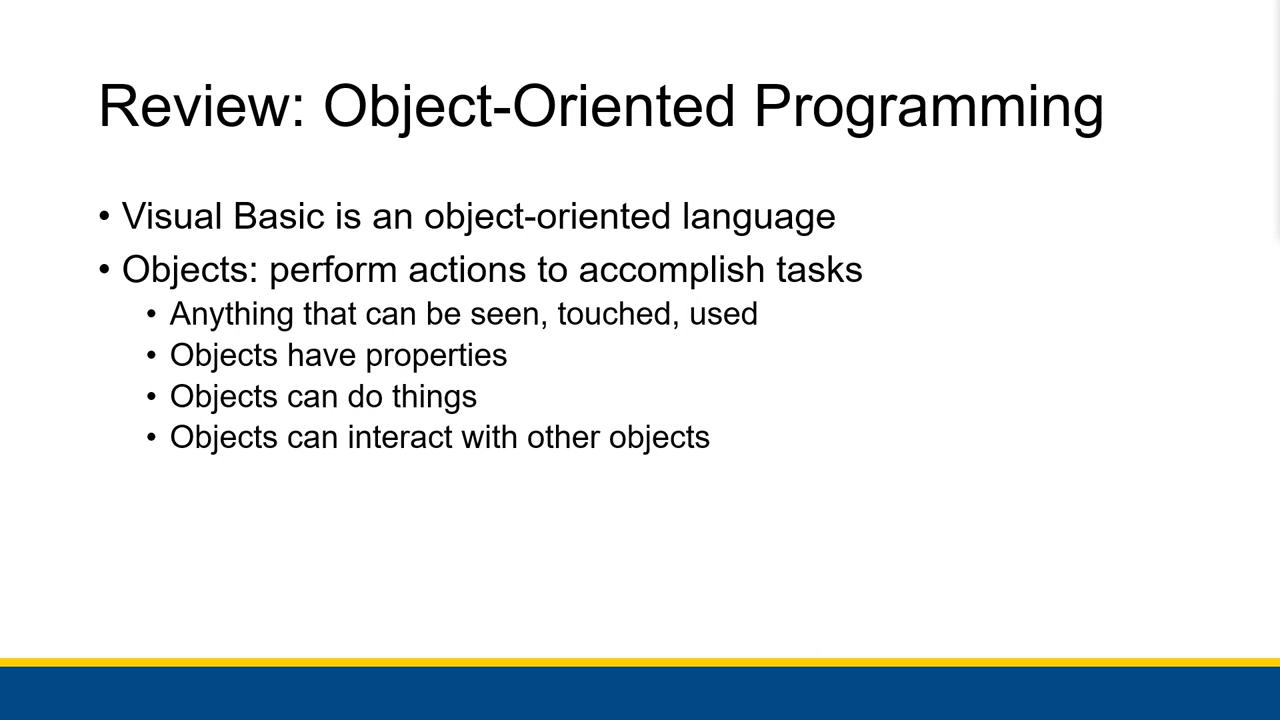 Review: Object-Oriented Programming
• Visual Basic is an object-oriented language
• Objects: perform actions to accomplish tasks
• Anything that can be seen, touched, used
• Objects have properties
• Objects can do things
• Objects can interact with other objects